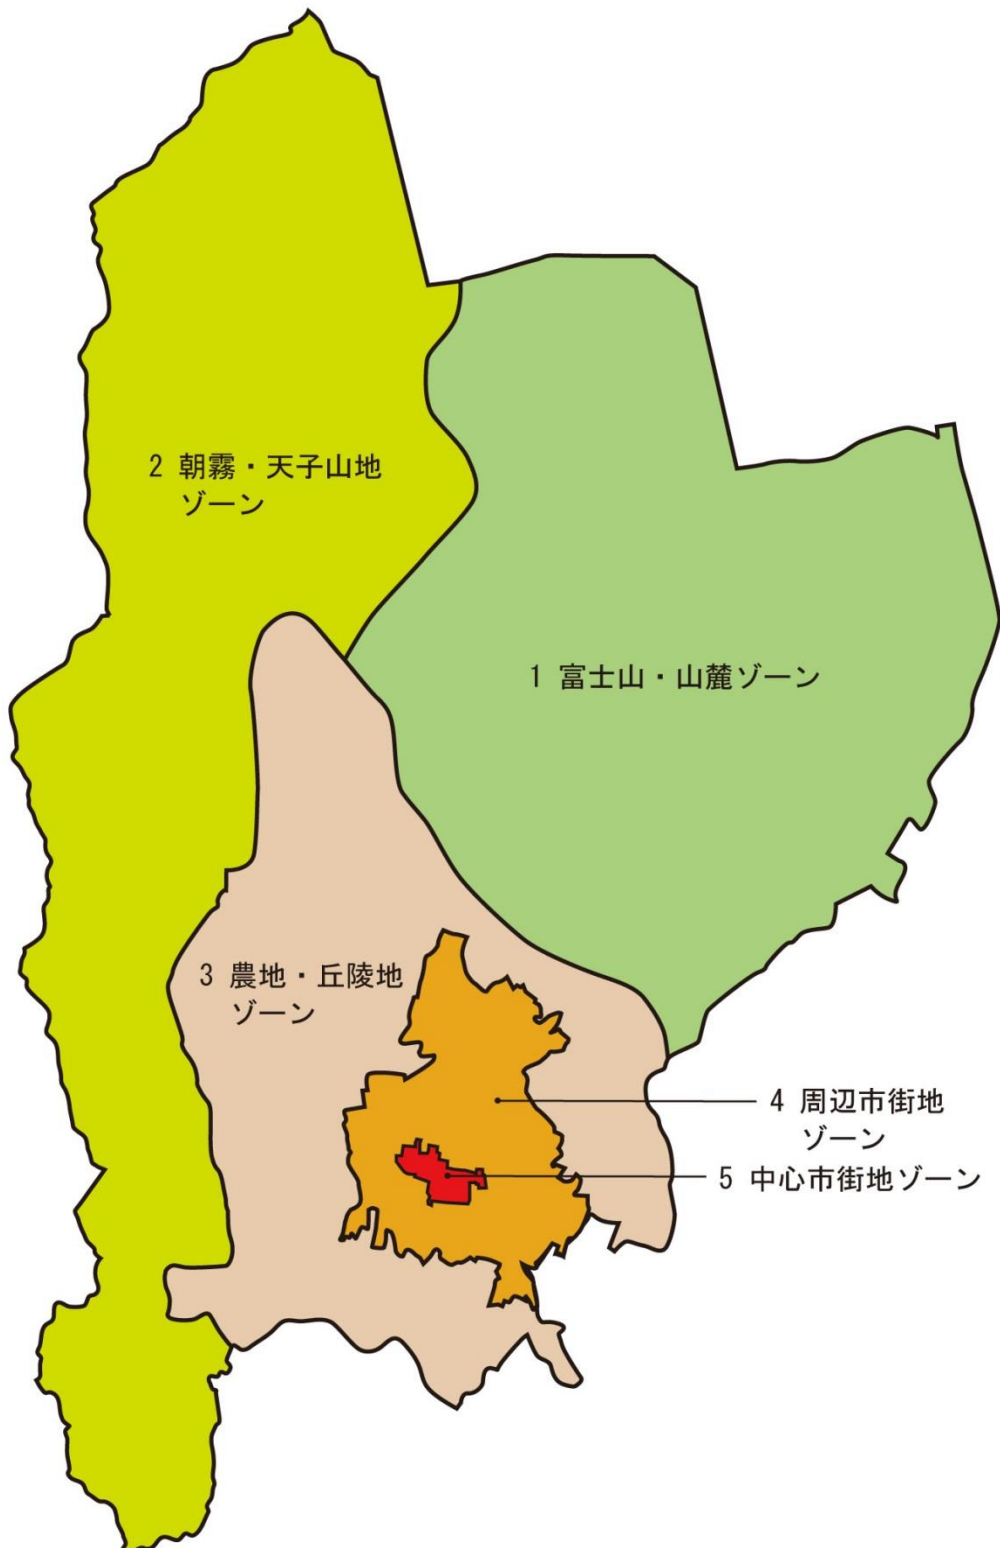 2 朝霧・天子山地
ゾーン
1 富士山・山麓ゾーン
3 農地・丘陵地
ゾーン
4 周辺市街地
ゾーン
5 中心市街地ゾーン